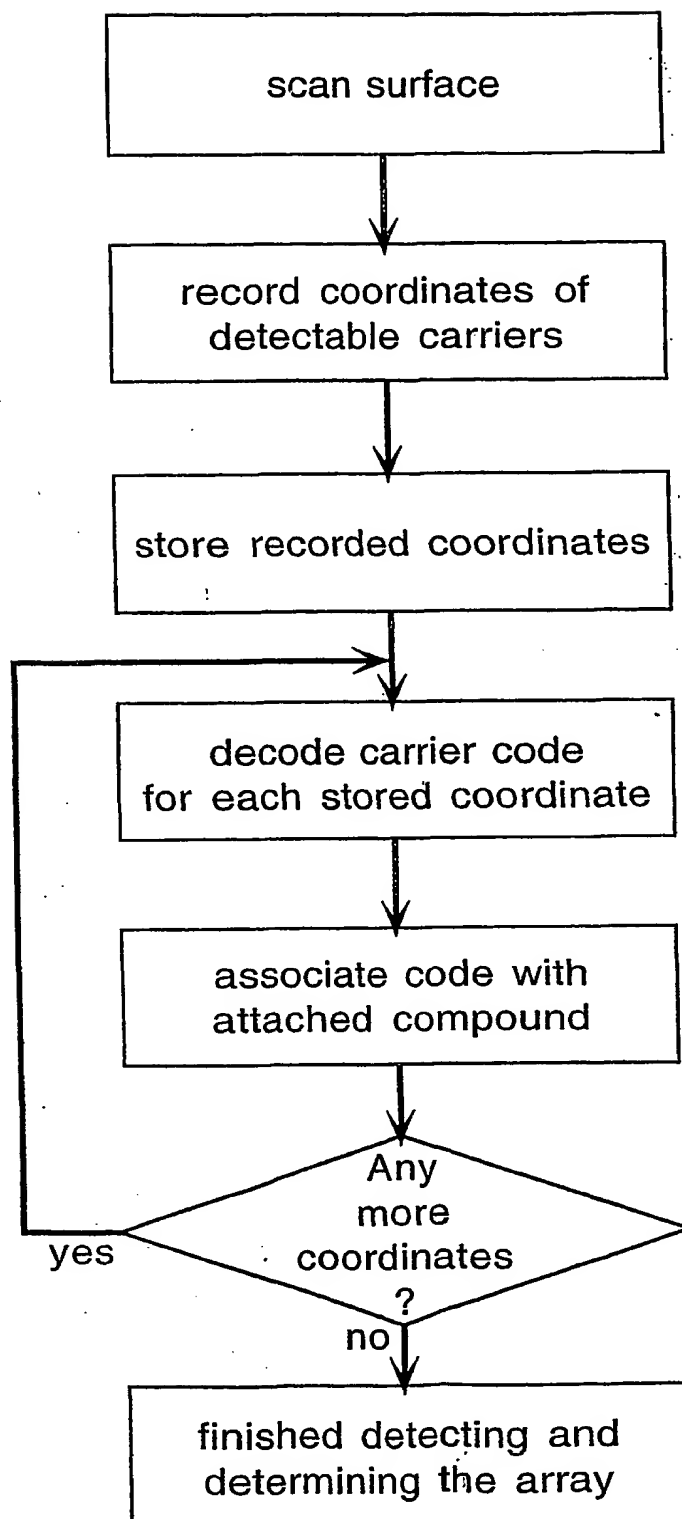 scan surface
record coordinates of
detectable carriers
store recorded coordinates
decode carrier code
for each stored coordinate
associate code with
attached compound
Any
more
coordinates
?
yes
no
finished detecting and
determining the array